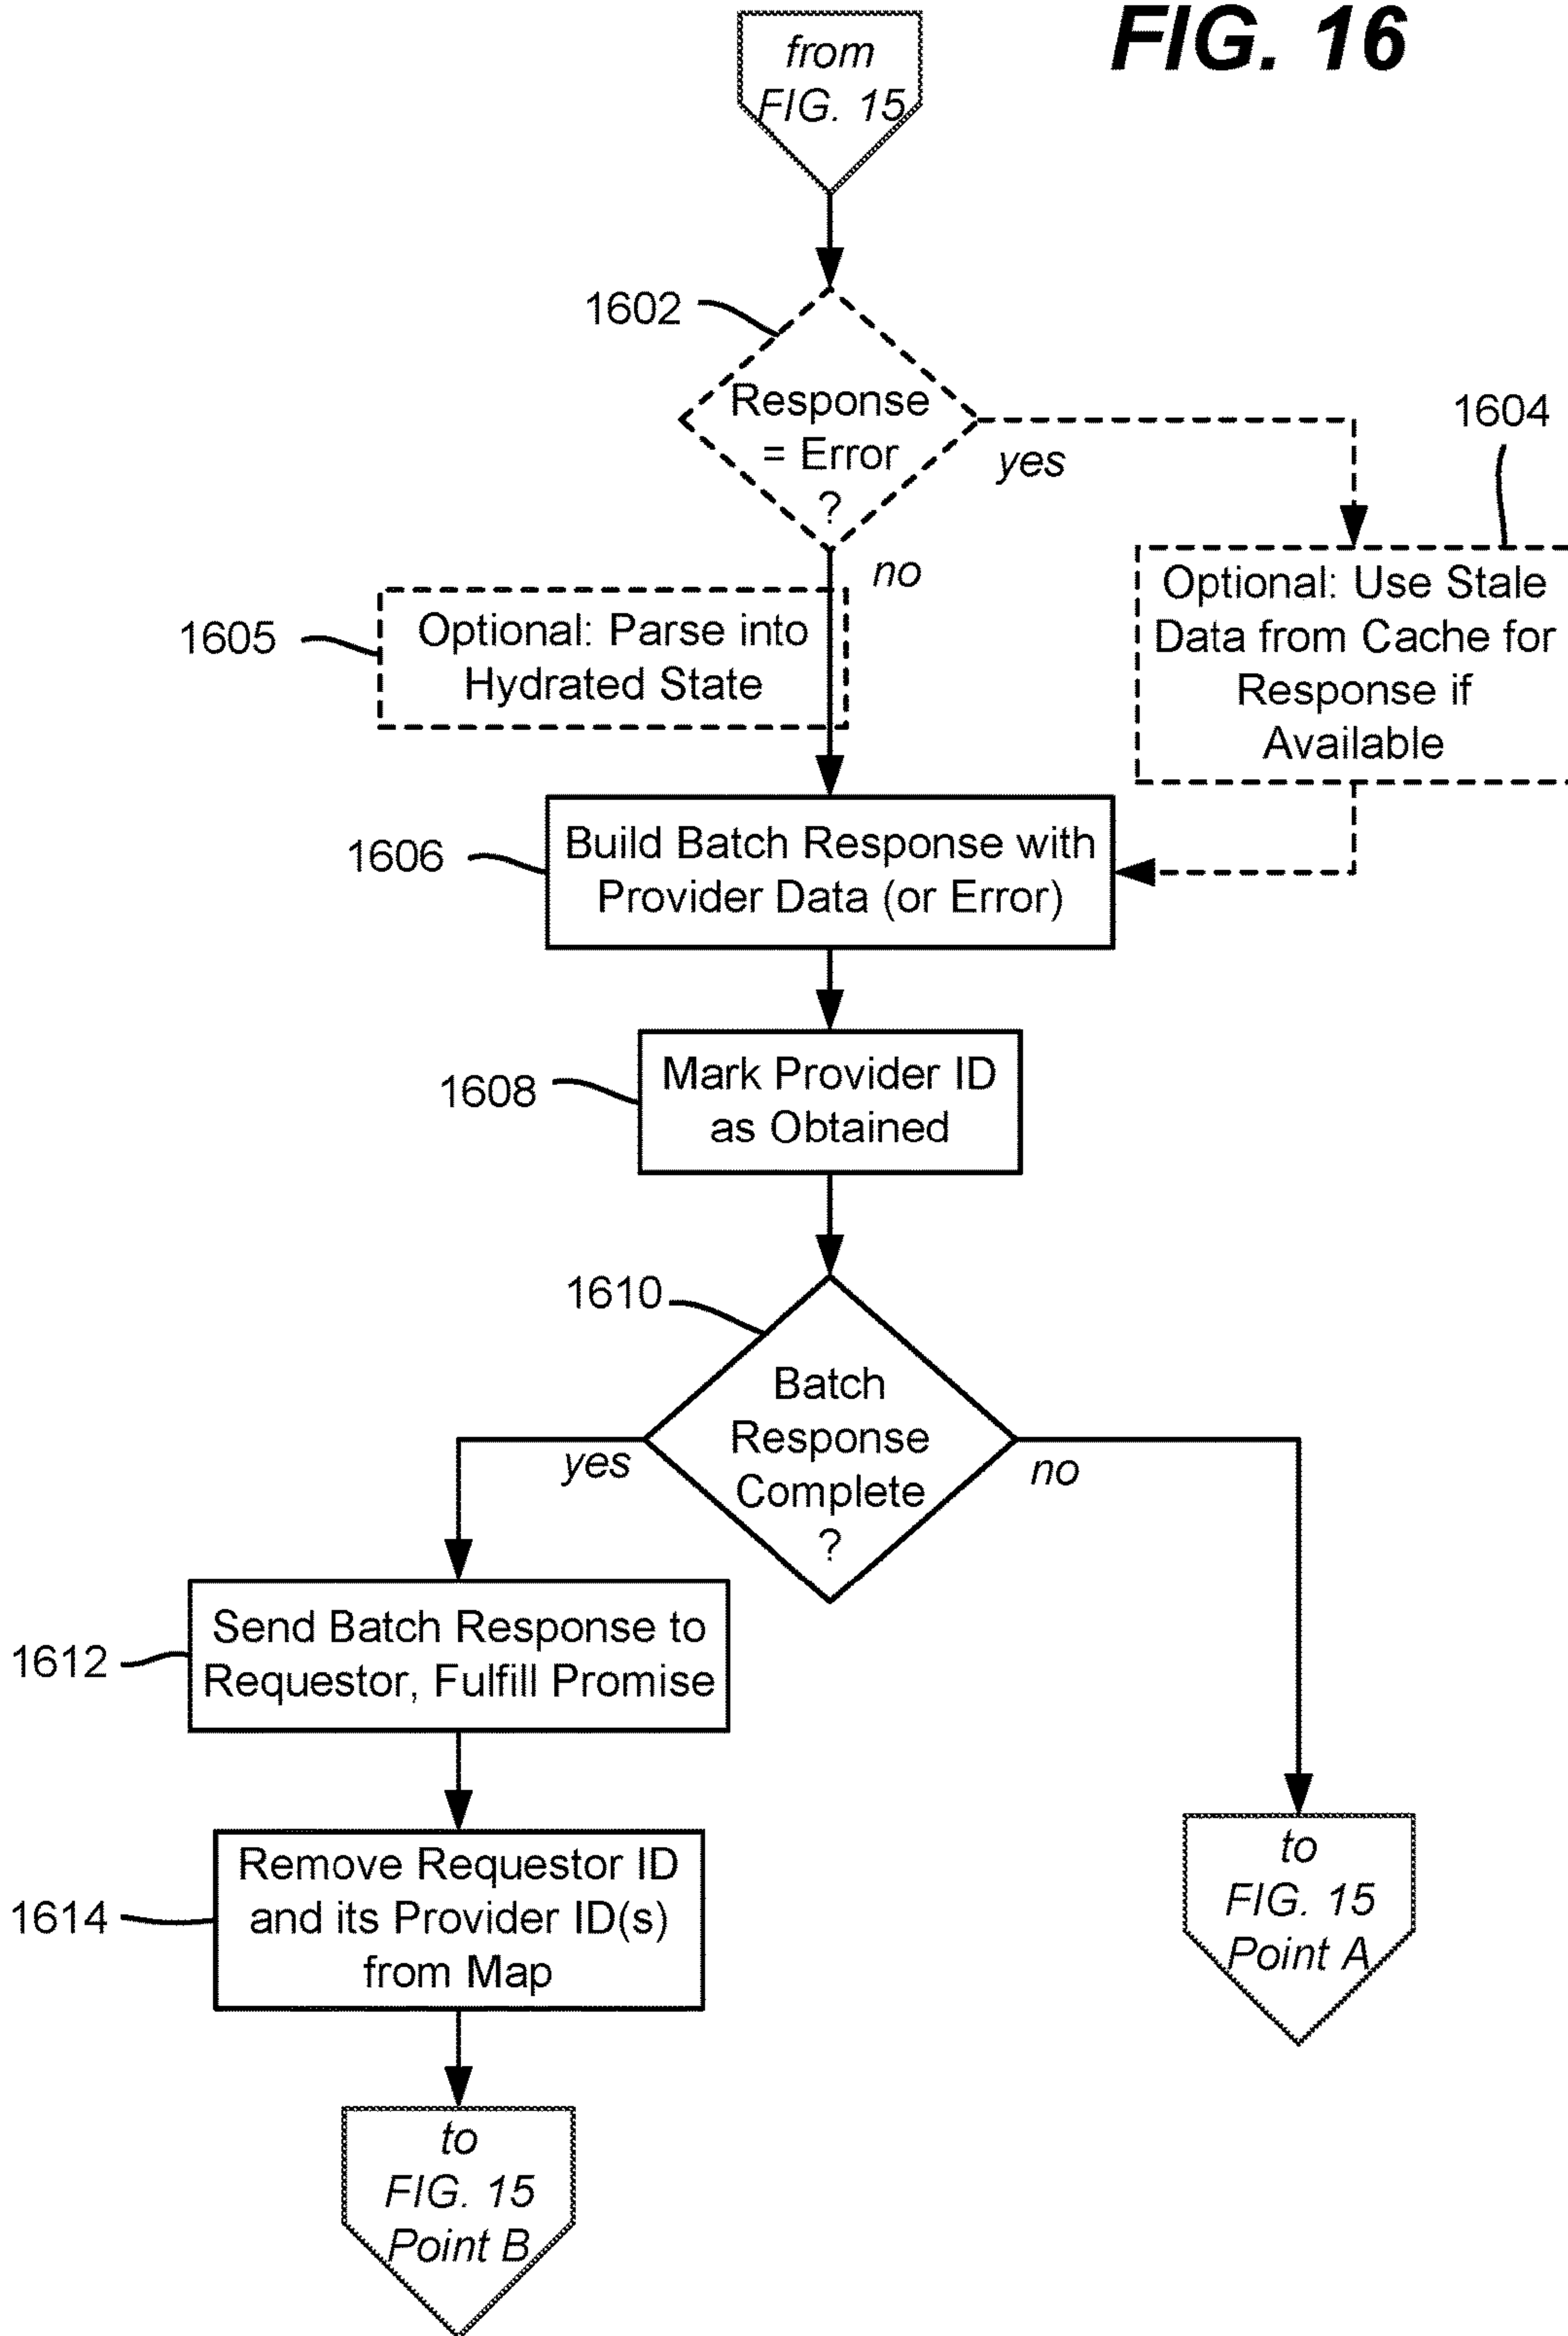 FIG. 16
from
FIG. 15
1602
Response
= Error
?
yes
no
1604
Optional: Use Stale
Data from Cache for
Response if
Available
1605
Optional: Parse into
Hydrated State
1606
Build Batch Response with
Provider Data (or Error)
1608
Mark Provider ID
as Obtained
1610
Batch
Response
Complete
?
yes
no
1612
Send Batch Response to
Requestor, Fulfill Promise
1614
Remove Requestor ID
and its Provider ID(s)
from Map
to
FIG. 15
Point A
to
FIG. 15
Point B